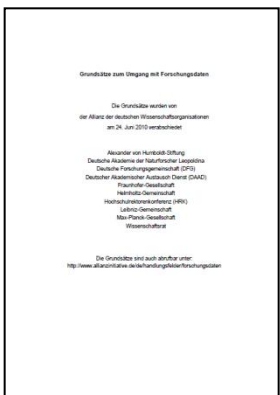 Grundsätze zum Umgang mit Forschungsdaten
Die Grundsätze wurden von
der Allianz der deutschen Wissenschaftsorganisationen
am 24. Juni 2010 verabschiedet
Alexander von Humboldt-Stiftung
Deutsche Akademie der Naturforscher Leopoldina
Deutsche Forschungsgemeinschaft (DFG)
Deutscher Akademischer Austausch Dienst (DAAD)
Fraunhofer-Gesellschaft
Helmholtz-Gemeinschaft
Hochschulrektorenkonferenz (HRK)
Leibniz-Gemeinschaft
Max-Planck-Gesellschaft
Wissenschaftsrat
Die Grundsätze sind auch abrufbar unter:
http://www.allianzinitiative.de/de/handlungsfelder/forschungsdaten